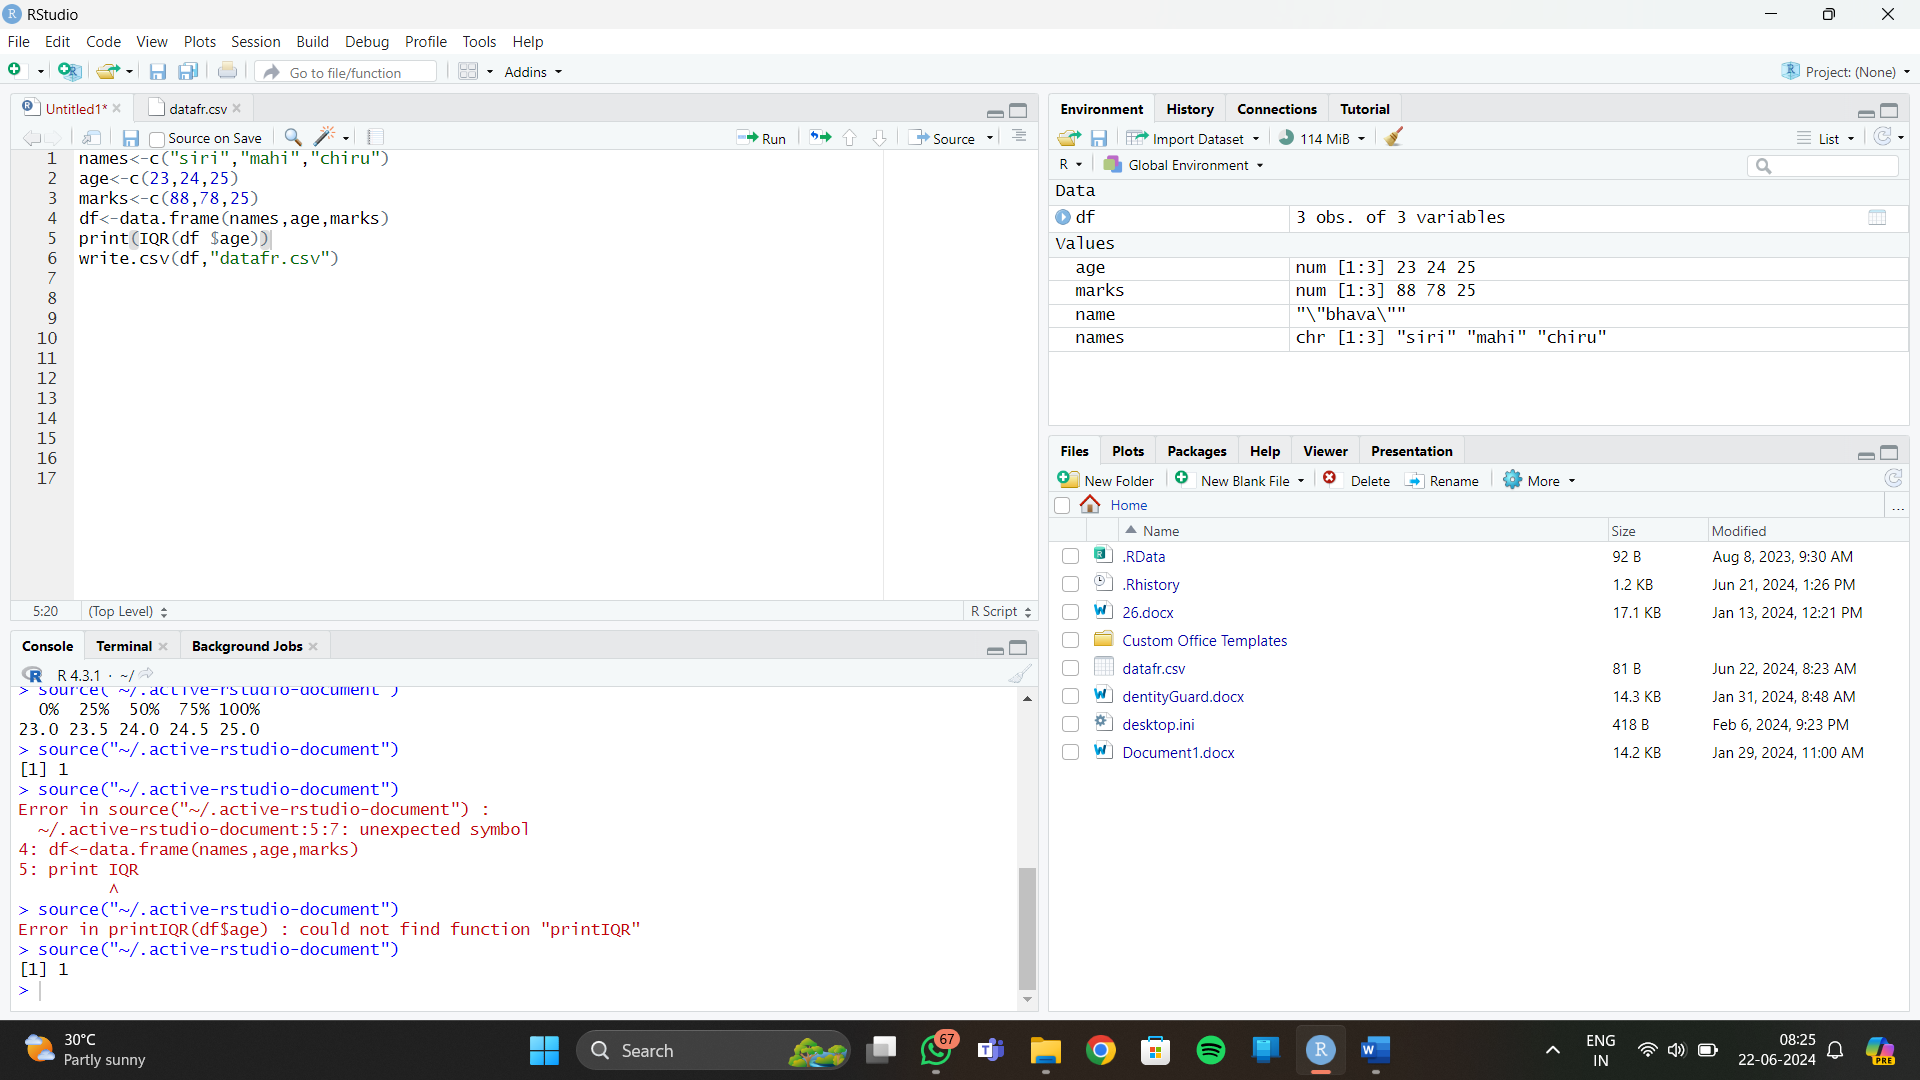 RStudio
File Edit Code View Plots Session Build Debug Profile Tools Help
Go to file/function Addins Project: (None)
Untitled1* datafr.csv
Source on Save Run Source
1 names<-c("siri","mahi","chiru")
2 age<-c(23,24,25)
3 marks<-c(88,78,25)
4 df<-data.frame(names,age,marks)
5 print(IQR(df $age))
6 write.csv(df,"datafr.csv")
7
8
9
10
11
12
13
14
15
16
17
5:20 (Top Level) R Script
Console Terminal Background Jobs
R 4.3.1 · ~/
> source("~/.active-rstudio-document")
0% 25% 50% 75% 100%
23.0 23.5 24.0 24.5 25.0
> source("~/.active-rstudio-document")
[1] 1
> source("~/.active-rstudio-document")
Error in source("~/.active-rstudio-document") :
~/.active-rstudio-document:5:7: unexpected symbol
4: df<-data.frame(names,age,marks)
5: print IQR
^
> source("~/.active-rstudio-document")
Error in printIQR(df$age) : could not find function "printIQR"
> source("~/.active-rstudio-document")
[1] 1
>
Environment History Connections Tutorial
Import Dataset 114 MiB List
R Global Environment
Data
df 3 obs. of 3 variables
Values
age num [1:3] 23 24 25
marks num [1:3] 88 78 25
name "\"bhava\""
names chr [1:3] "siri" "mahi" "chiru"
Files Plots Packages Help Viewer Presentation
New Folder New Blank File Delete Rename More
Home ...
Name Size Modified
.RData 92 B Aug 8, 2023, 9:30 AM
.Rhistory 1.2 KB Jun 21, 2024, 1:26 PM
26.docx 17.1 KB Jan 13, 2024, 12:21 PM
Custom Office Templates
datafr.csv 81 B Jun 22, 2024, 8:23 AM
dentityGuard.docx 14.3 KB Jan 31, 2024, 8:48 AM
desktop.ini 418 B Feb 6, 2024, 9:23 PM
Document1.docx 14.2 KB Jan 29, 2024, 11:00 AM
30°C
Partly sunny
Search
67
ENG
IN
08:25
22-06-2024
PRE